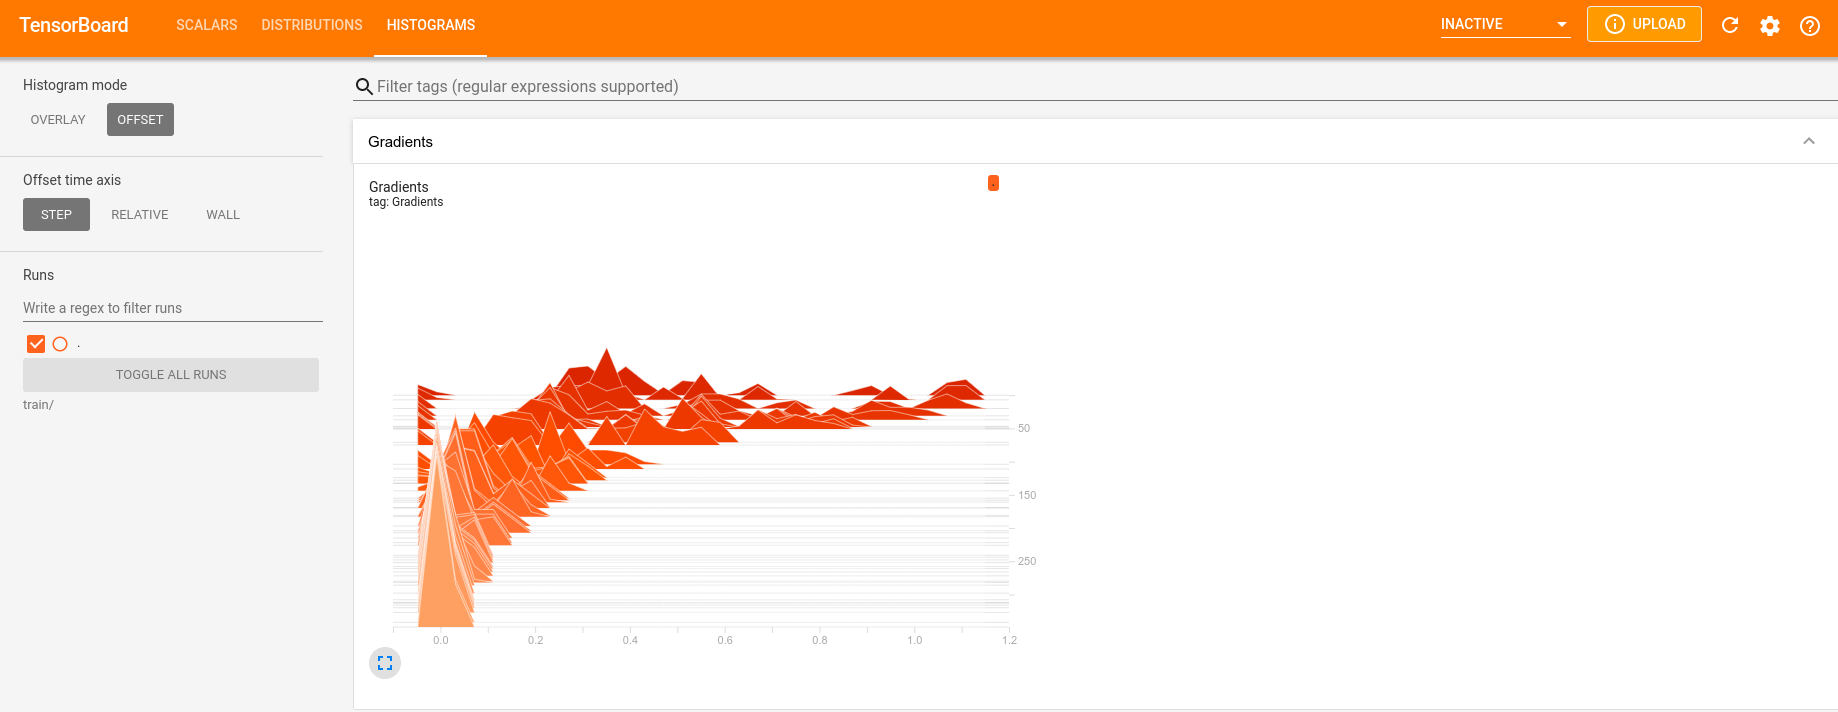 TensorBoard SCALARS DISTRIBUTIONS HISTOGRAMS INACTIVE UPLOAD
Histogram mode
OVERLAY OFFSET
Offset time axis
STEP RELATIVE WALL
Runs
Write a regex to filter runs
.
TOGGLE ALL RUNS
train/
Filter tags (regular expressions supported)
Gradients
Gradients
tag: Gradients
.
50
150
250
0.0 0.2 0.4 0.6 0.8 1.0 1.2